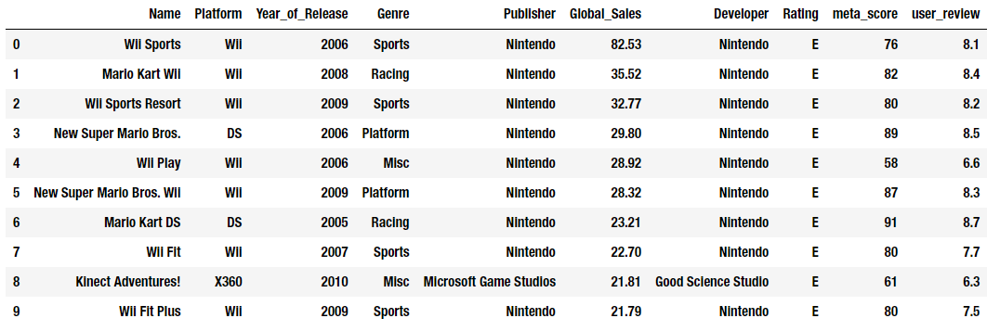 Name Platform Year_of_Release Genre Publisher Global_Sales Developer Rating meta_score user_review
0 Wii Sports Wii 2006 Sports Nintendo 82.53 Nintendo E 76 8.1
1 Mario Kart Wii Wii 2008 Racing Nintendo 35.52 Nintendo E 82 8.4
2 Wii Sports Resort Wii 2009 Sports Nintendo 32.77 Nintendo E 80 8.2
3 New Super Mario Bros. DS 2006 Platform Nintendo 29.80 Nintendo E 89 8.5
4 Wii Play Wii 2006 Misc Nintendo 28.92 Nintendo E 58 6.6
5 New Super Mario Bros. Wii Wii 2009 Platform Nintendo 28.32 Nintendo E 87 8.3
6 Mario Kart DS DS 2005 Racing Nintendo 23.21 Nintendo E 91 8.7
7 Wii Fit Wii 2007 Sports Nintendo 22.70 Nintendo E 80 7.7
8 Kinect Adventures! X360 2010 Misc Microsoft Game Studios 21.81 Good Science Studio E 61 6.3
9 Wii Fit Plus Wii 2009 Sports Nintendo 21.79 Nintendo E 80 7.5